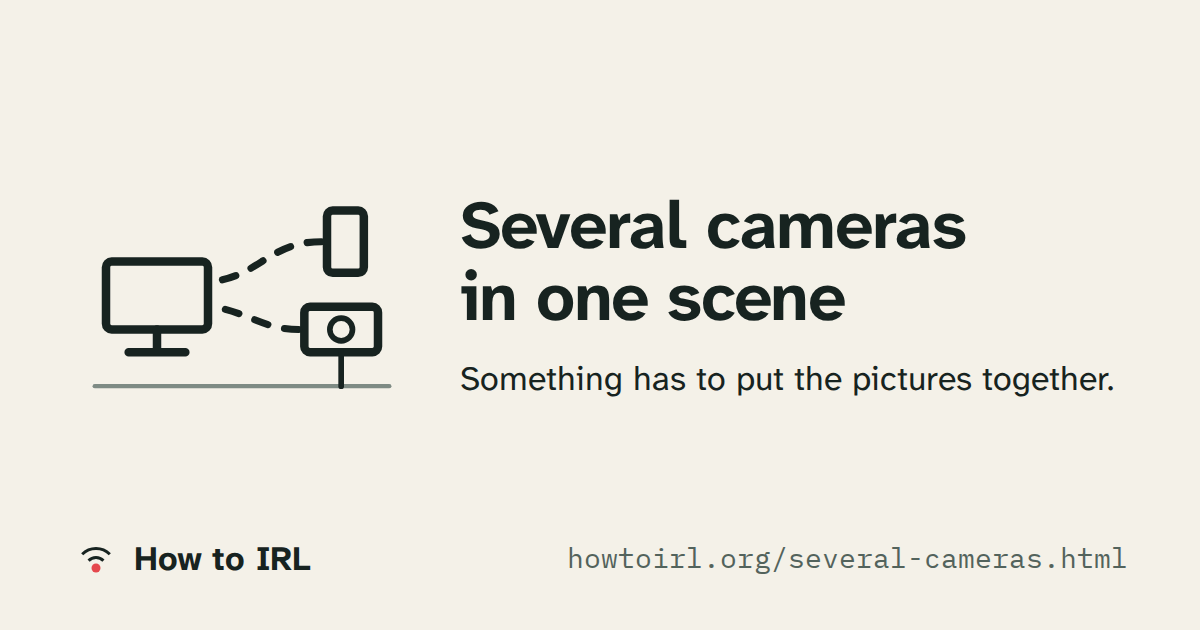 Several cameras
in one scene
Something has to put the pictures together.
How to IRL
howtoirl.org/several-cameras.html